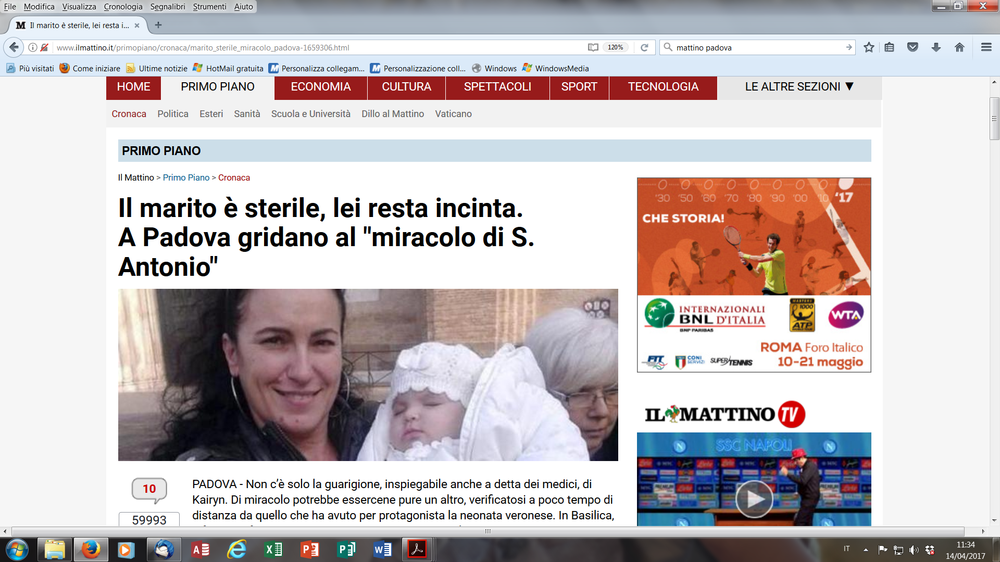 File Modifica Visualizza Cronologia Segnalibri Strumenti Aiuto
M Il marito è sterile, lei resta i...
www.ilmattino.it/primopiano/cronaca/marito_sterile_miracolo_padova-1659306.html
120%
mattino padova
Più visitati Come iniziare Ultime notizie HotMail gratuita Personalizza collegam... Personalizzazione coll... Windows WindowsMedia
HOME PRIMO PIANO ECONOMIA CULTURA SPETTACOLI SPORT TECNOLOGIA LE ALTRE SEZIONI ▼
Cronaca Politica Esteri Sanità Scuola e Università Dillo al Mattino Vaticano
PRIMO PIANO
Il Mattino > Primo Piano > Cronaca
Il marito è sterile, lei resta incinta.
A Padova gridano al "miracolo di S.
Antonio"
10
59993
PADOVA - Non c'è solo la guarigione, inspiegabile anche a detta dei medici, di
Kairyn. Di miracolo potrebbe essercene pure un altro, verificatosi a poco tempo di
distanza da quello che ha avuto per protagonista la neonata veronese. In Basilica,
'30 '50 '60 '70 '80 '90 '00 '10 '17
CHE STORIA!
INTERNAZIONALI
BNL D'ITALIA
BNP PARIBAS
MASTERS
1000
ATP
WORLD TOUR
WTA
ROMA Foro Italico
10-21 maggio
FIT
CONI
SERVIZI
SUPERTENNIS
IL MATTINO TV
SSC NAPOLI
IT
11:34
14/04/2017